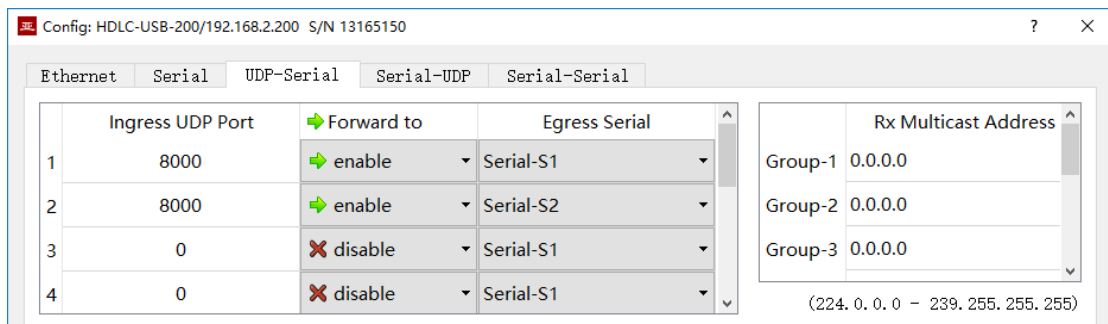 亚 Config: HDLC-USB-200/192.168.2.200 S/N 13165150 ?
Ethernet Serial UDP-Serial Serial-UDP Serial-Serial
Ingress UDP Port Forward to Egress Serial
1 8000 enable Serial-S1
2 8000 enable Serial-S2
3 0 disable Serial-S1
4 0 disable Serial-S1
Rx Multicast Address
Group-1 0.0.0.0
Group-2 0.0.0.0
Group-3 0.0.0.0
(224.0.0.0 - 239.255.255.255)